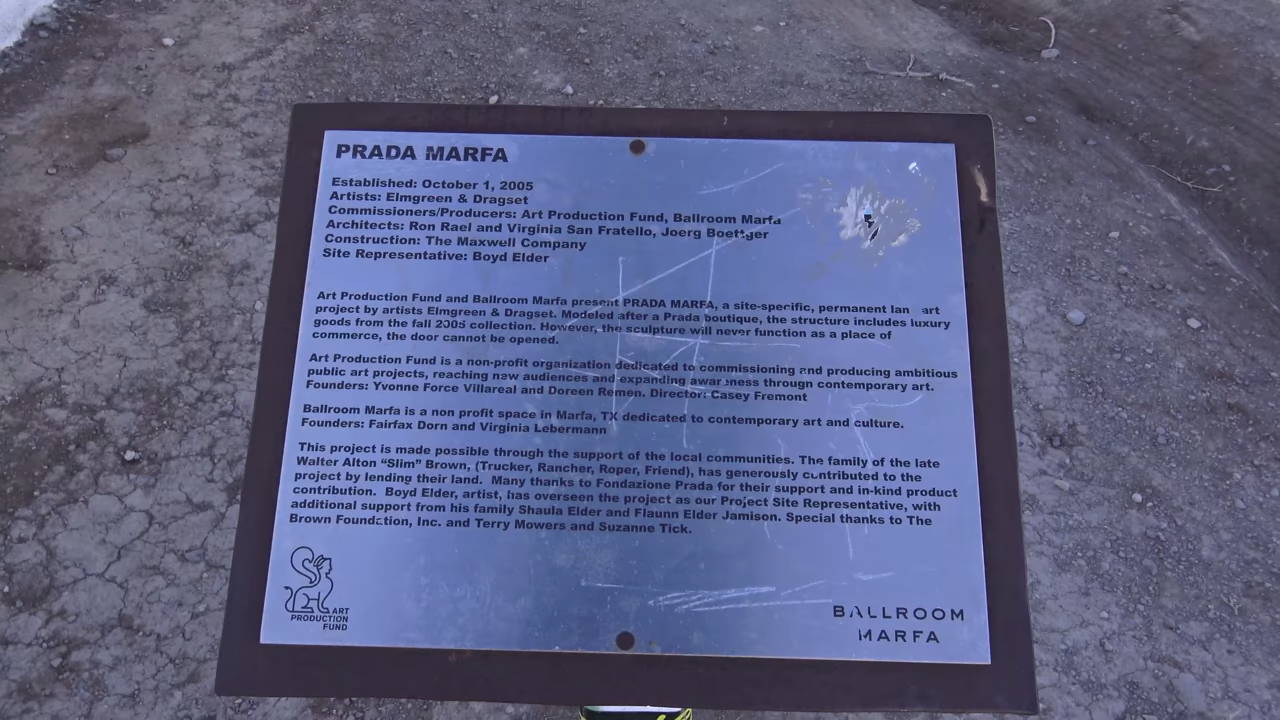 PRADA MARFA
Established: October 1, 2005
Artists: Elmgreen & Dragset
Commissioners/Producers: Art Production Fund, Ballroom Marfa
Architects: Ron Rael and Virginia San Fratello, Joerg Boettger
Construction: The Maxwell Company
Site Representative: Boyd Elder
Art Production Fund and Ballroom Marfa present PRADA MARFA, a site-specific, permanent lan art
project by artists Elmgreen & Dragset. Modeled after a Prada boutique, the structure includes luxury
goods from the fall 2005 collection. However, the sculpture will never function as a place of
commerce, the door cannot be opened.
Art Production Fund is a non-profit organization dedicated to commissioning and producing ambitious
public art projects, reaching new audiences and expanding awareness through contemporary art.
Founders: Yvonne Force Villareal and Doreen Remen. Director: Casey Fremont
Ballroom Marfa is a non profit space in Marfa, TX dedicated to contemporary art and culture.
Founders: Fairfax Dorn and Virginia Lebermann
This project is made possible through the support of the local communities. The family of the late
Walter Alton “Slim” Brown, (Trucker, Rancher, Roper, Friend), has generously contributed to the
project by lending their land. Many thanks to Fondazione Prada for their support and in-kind product
contribution. Boyd Elder, artist, has overseen the project as our Project Site Representative, with
additional support from his family Shaula Elder and Flaunn Elder Jamison. Special thanks to The
Brown Foundation, Inc. and Terry Mowers and Suzanne Tick.
ART
PRODUCTION
FUND
BALLROOM
MARFA